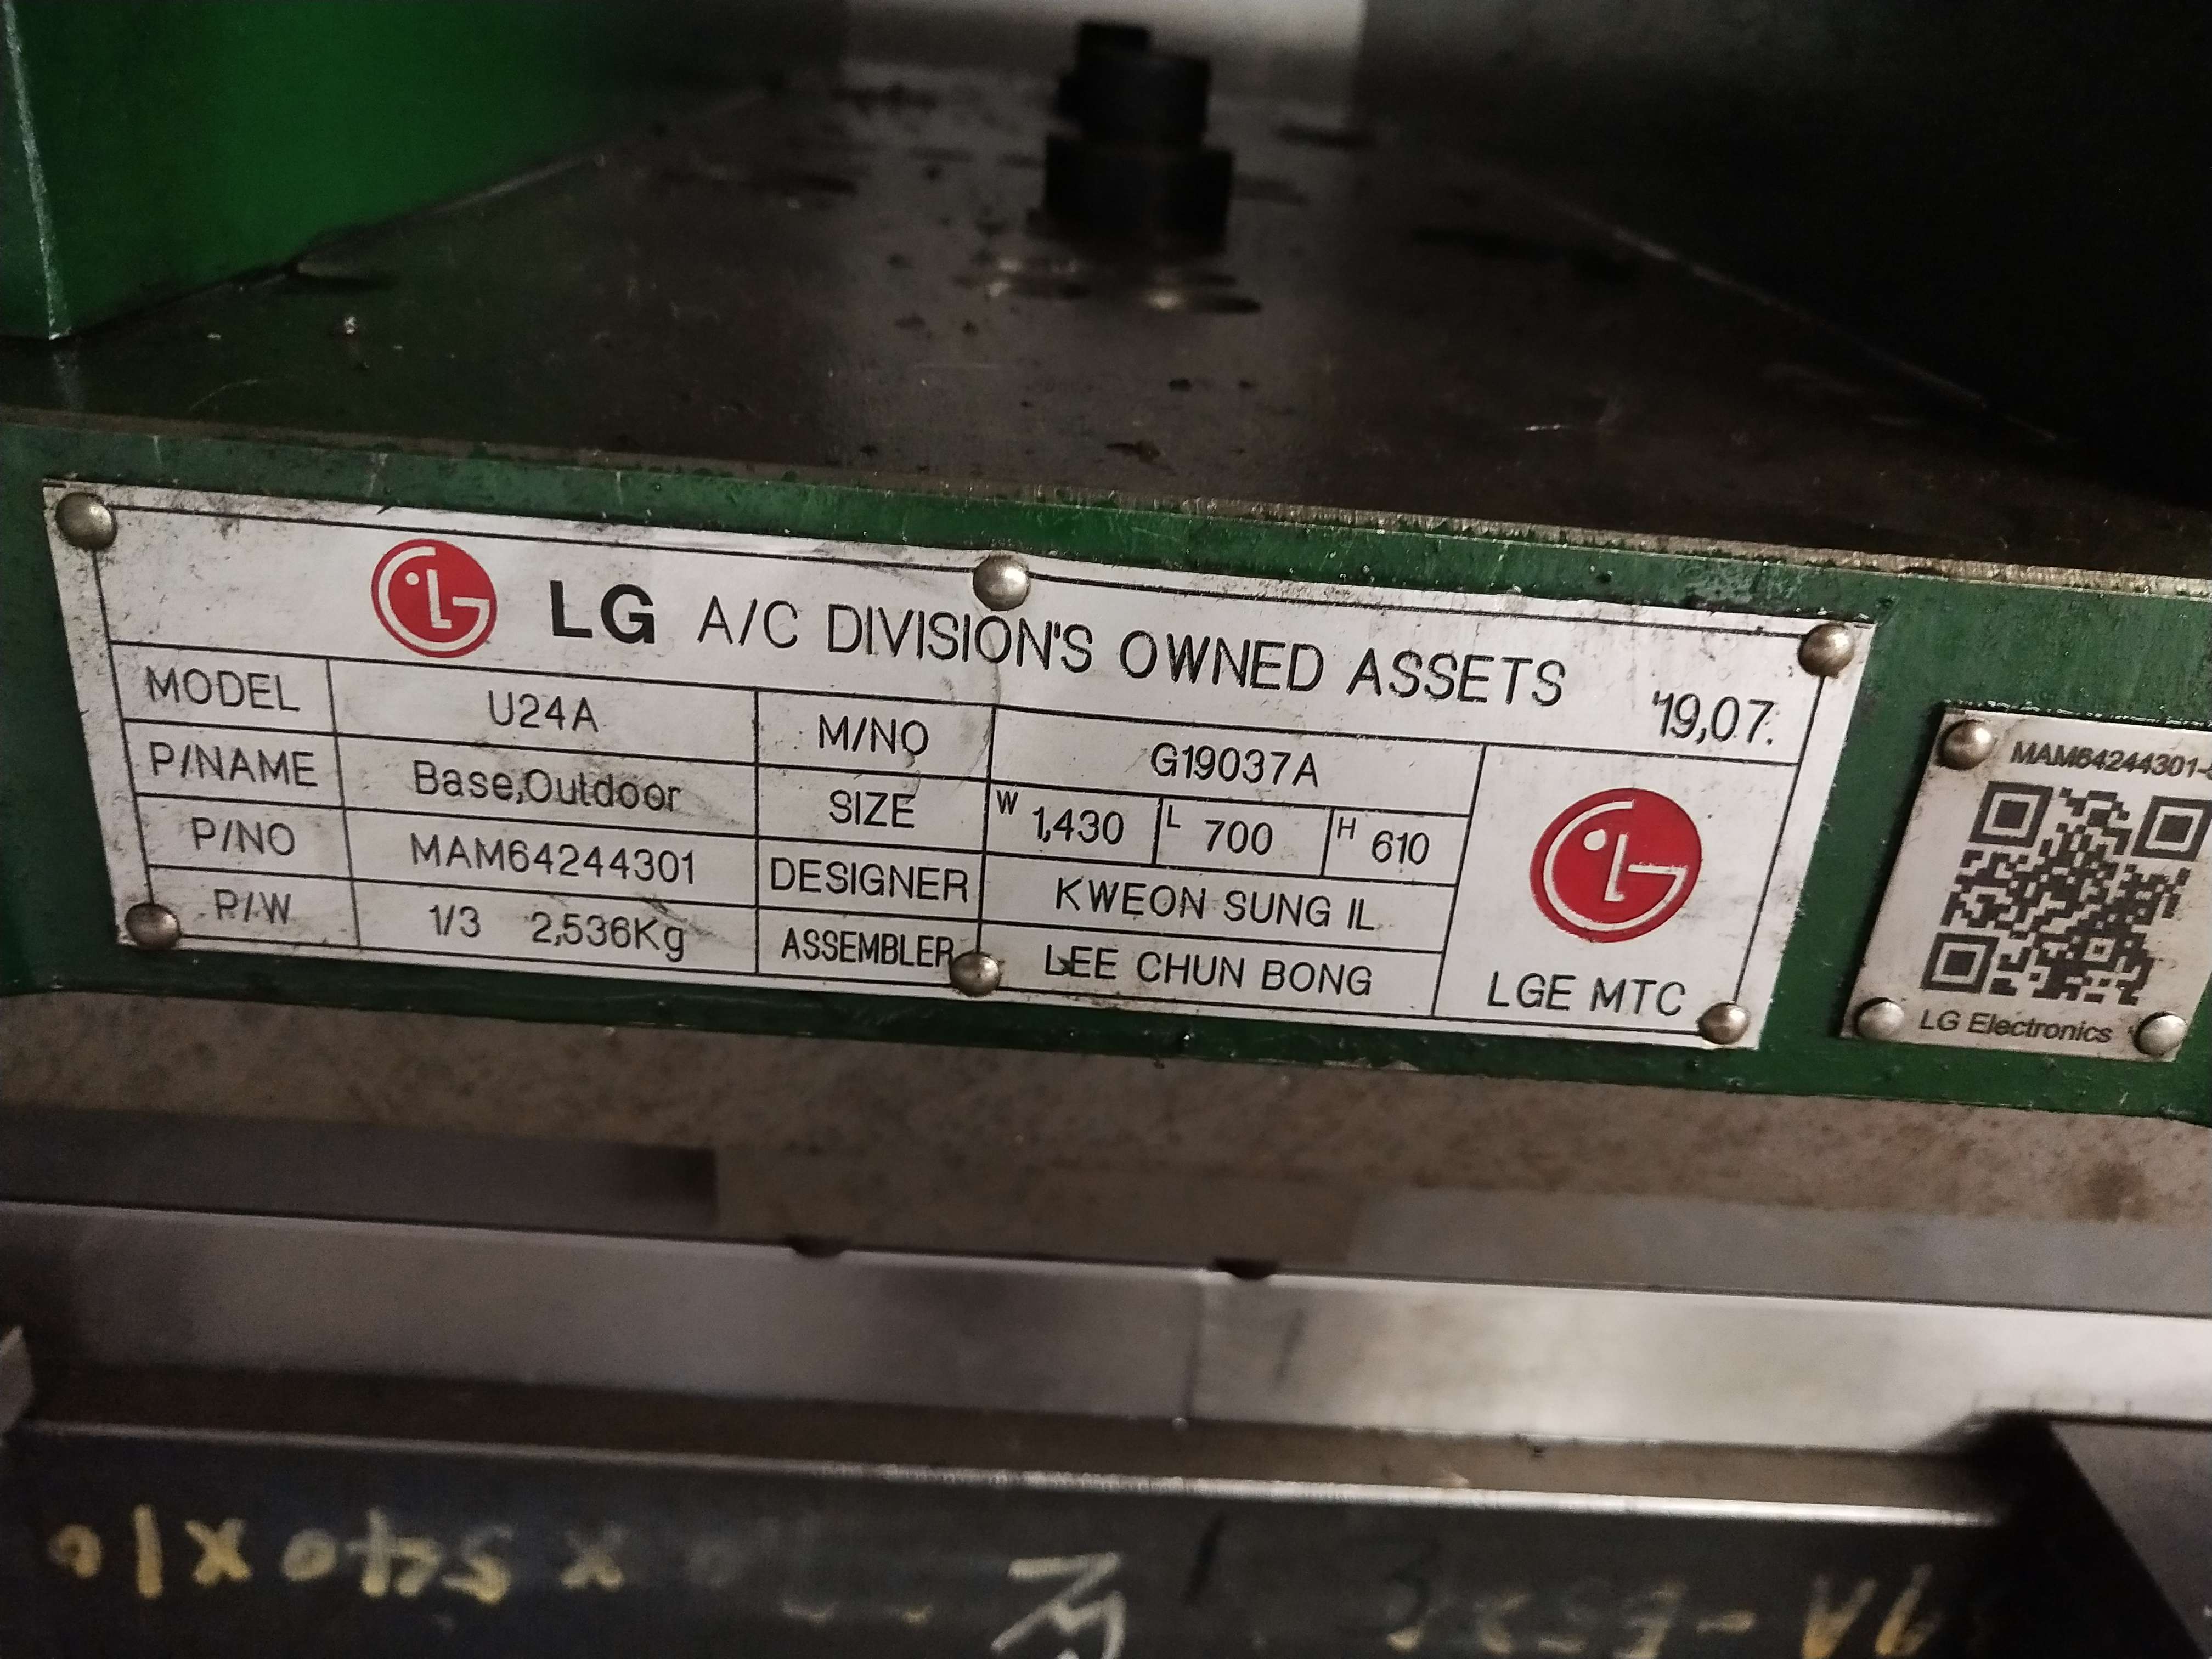 LG A/C DIVISION'S OWNED ASSETS '19,07.
MODEL U24A M/NO G19037A
P/NAME Base,Outdoor SIZE W 1,430 L 700 H 610
P/NO MAM64244301 DESIGNER KWEON SUNG IL
P/W 1/3 2,536Kg ASSEMBLER LEE CHUN BONG
LGE MTC
MAM64244301-
LG Electronics